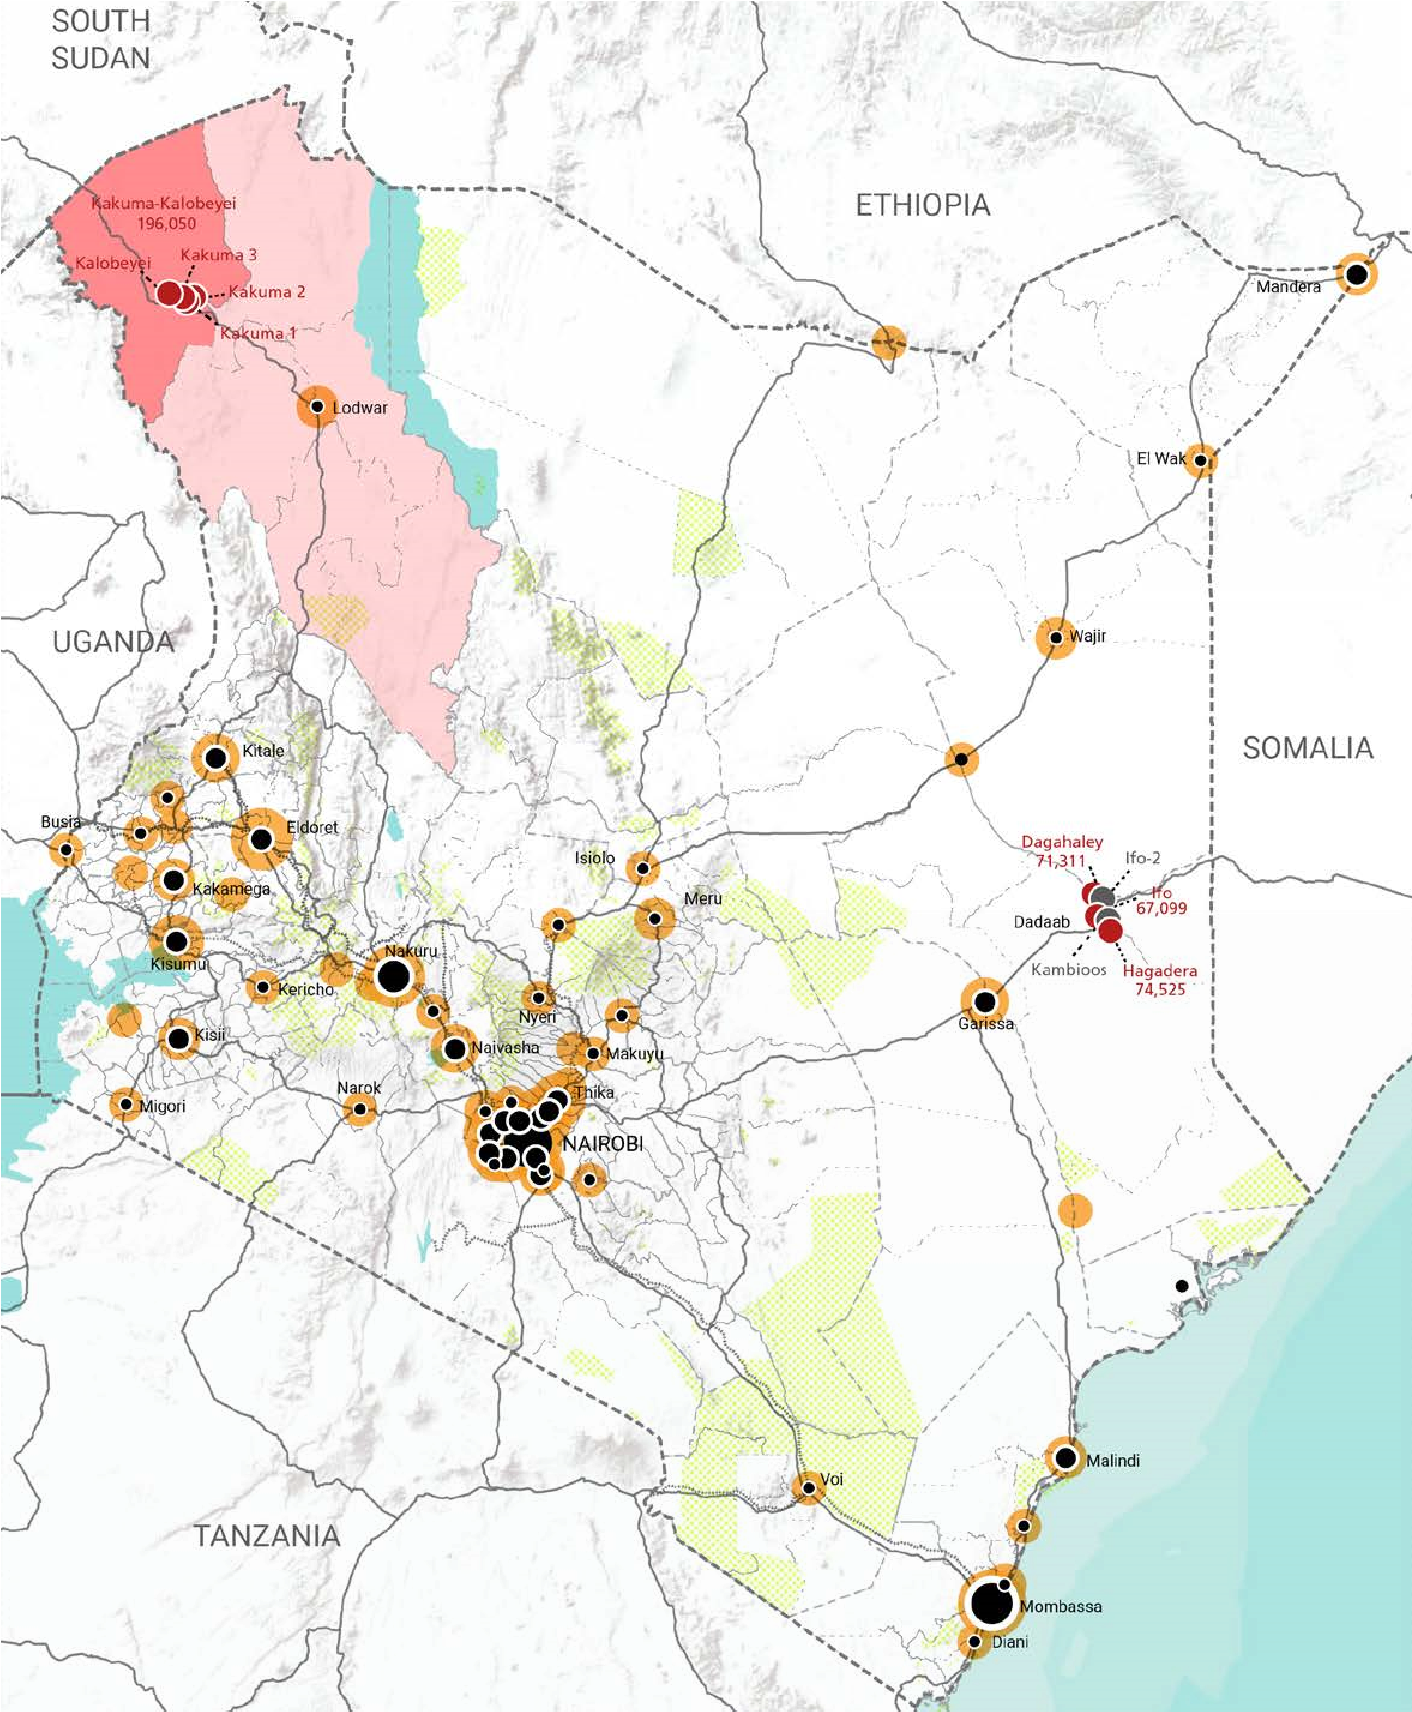 SOUTH
SUDAN
ETHIOPIA
Kakuma-Kalobeyei
196,050
Kakuma 3
Kalobeyei
Kakuma 2
Kakuma 1
Mandera
Lodwar
El Wak
UGANDA
Wajir
SOMALIA
Kitale
Busia
Eldoret
Dagahaley
71,311
Ifo-2
Isiolo
Kakamega
Ifo
67,099
Meru
Dadaab
Nakuru
Kisumu
Kambioos
Hagadera
74,525
Kericho
Nyeri
Garissa
Kisii
Naivasha
Makuyu
Narok
Thika
Migori
NAIROBI
Malindi
Voi
TANZANIA
Mombassa
Diani